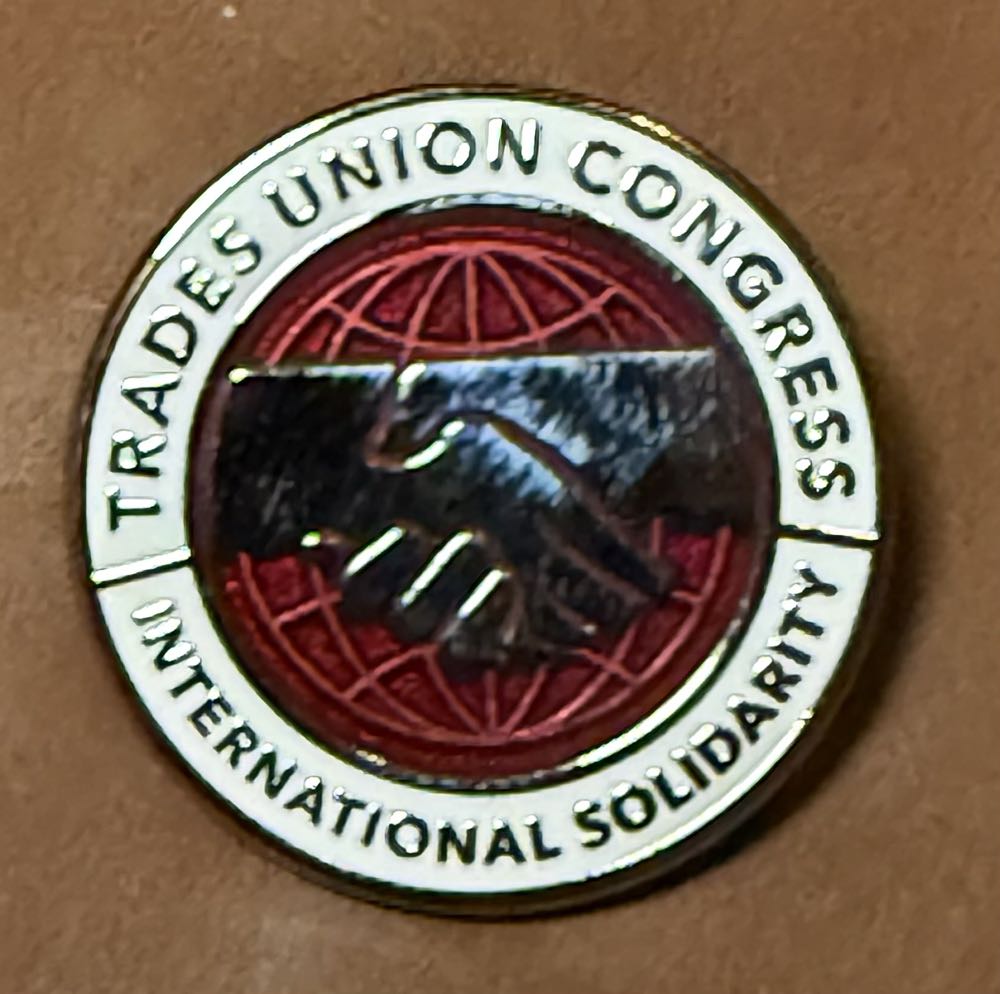 TRADES UNION CONGRESS
INTERNATIONAL SOLIDARITY